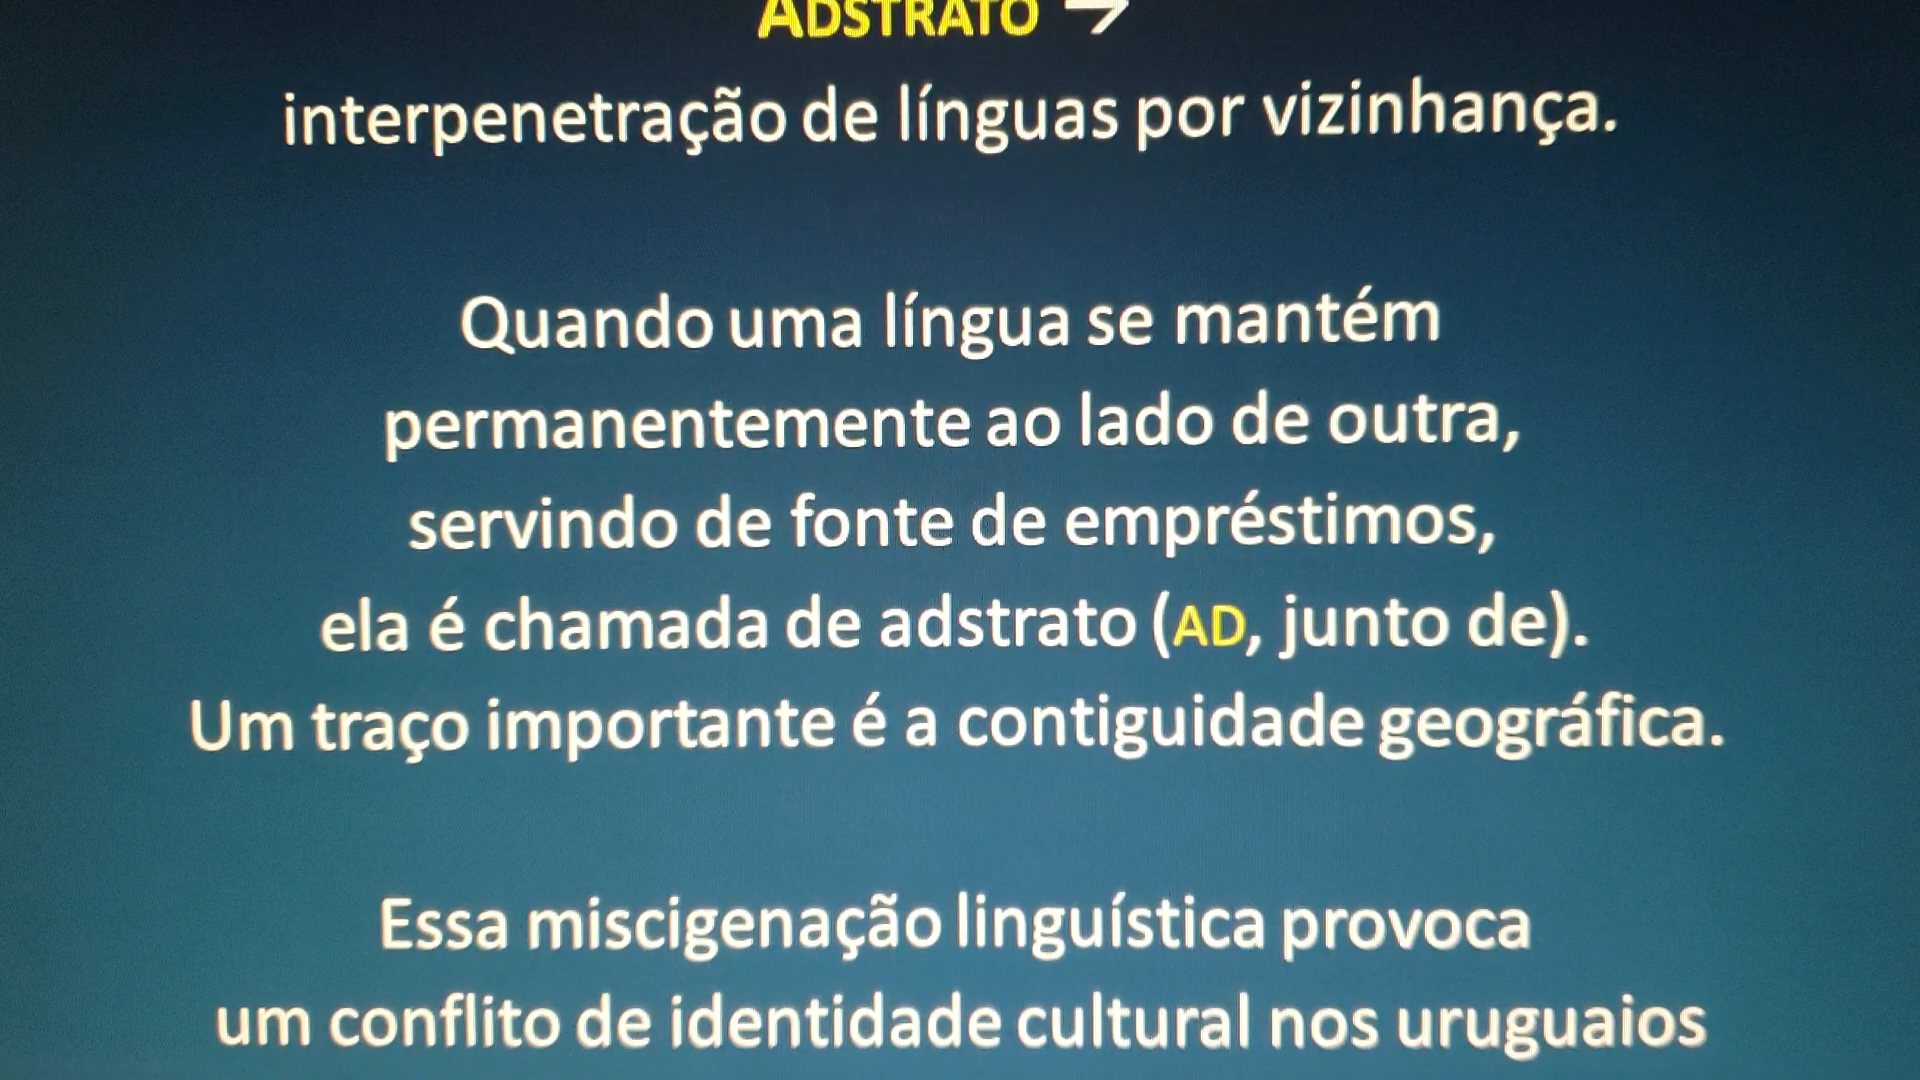 ADSTRATO →
interpenetração de línguas por vizinhança.
Quando uma língua se mantém
permanentemente ao lado de outra,
servindo de fonte de empréstimos,
ela é chamada de adstrato (AD, junto de).
Um traço importante é a contiguidade geográfica.
Essa miscigenação linguística provoca
um conflito de identidade cultural nos uruguaios